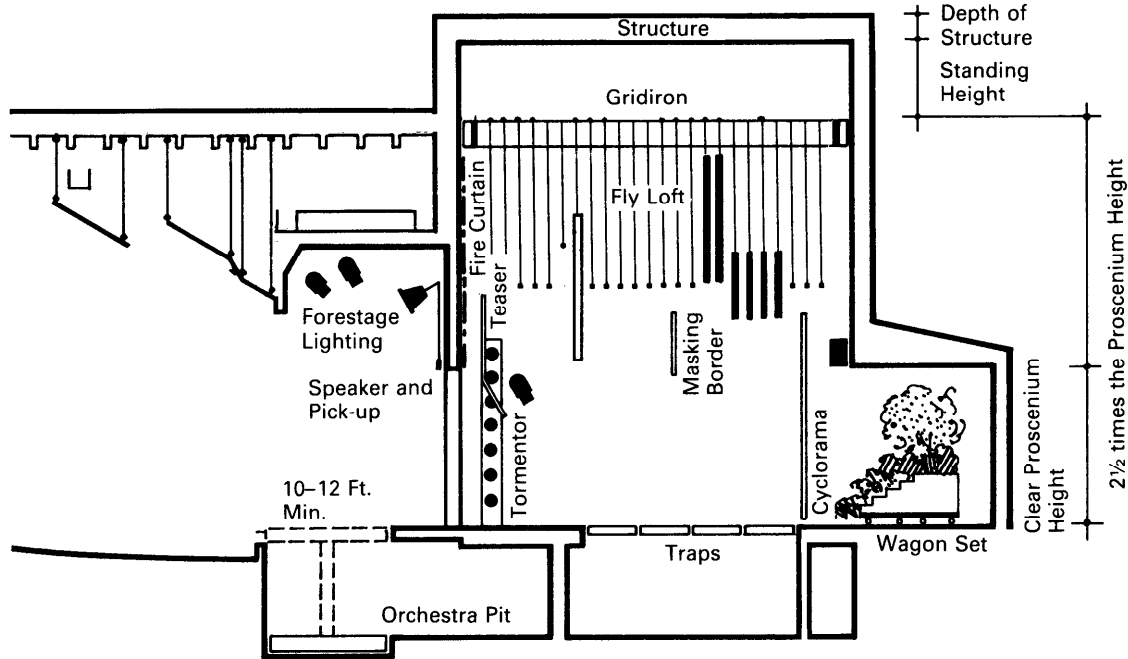 Structure
Depth of
Structure
Standing
Height
Gridiron
Fly Loft
Fire Curtain
Teaser
Forestage
Lighting
Masking
Border
Speaker and
Pick-up
Tormentor
Cyclorama
Clear Proscenium
Height
2½ times the Proscenium Height
10–12 Ft.
Min.
Traps
Wagon Set
Orchestra Pit